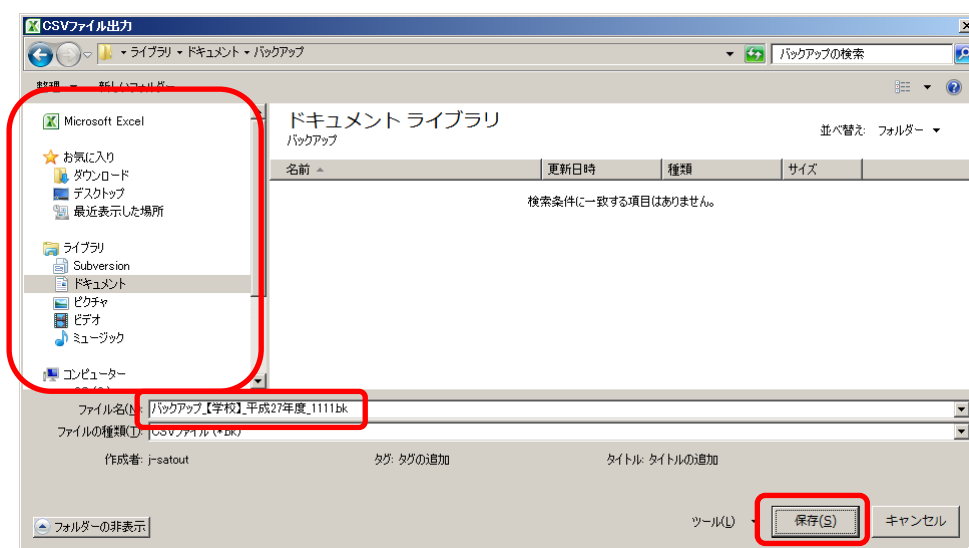 CSVファイル出力
▾ ライブラリ ▾ ドキュメント ▾ バックアップ
バックアップの検索
整理 ▾ 新しいフォルダー
Microsoft Excel
お気に入り
ダウンロード
デスクトップ
最近表示した場所
ライブラリ
Subversion
ドキュメント
ピクチャ
ビデオ
ミュージック
コンピューター
ドキュメント ライブラリ
バックアップ
並べ替え: フォルダー ▾
名前 更新日時 種類 サイズ
検索条件に一致する項目はありません。
ファイル名(N): バックアップ_【学校】_平成27年度_1111bk
ファイルの種類(T): CSVファイル (*bk)
作成者: j-satout タグ: タグの追加 タイトル: タイトルの追加
フォルダーの非表示
ツール(L) 保存(S) キャンセル